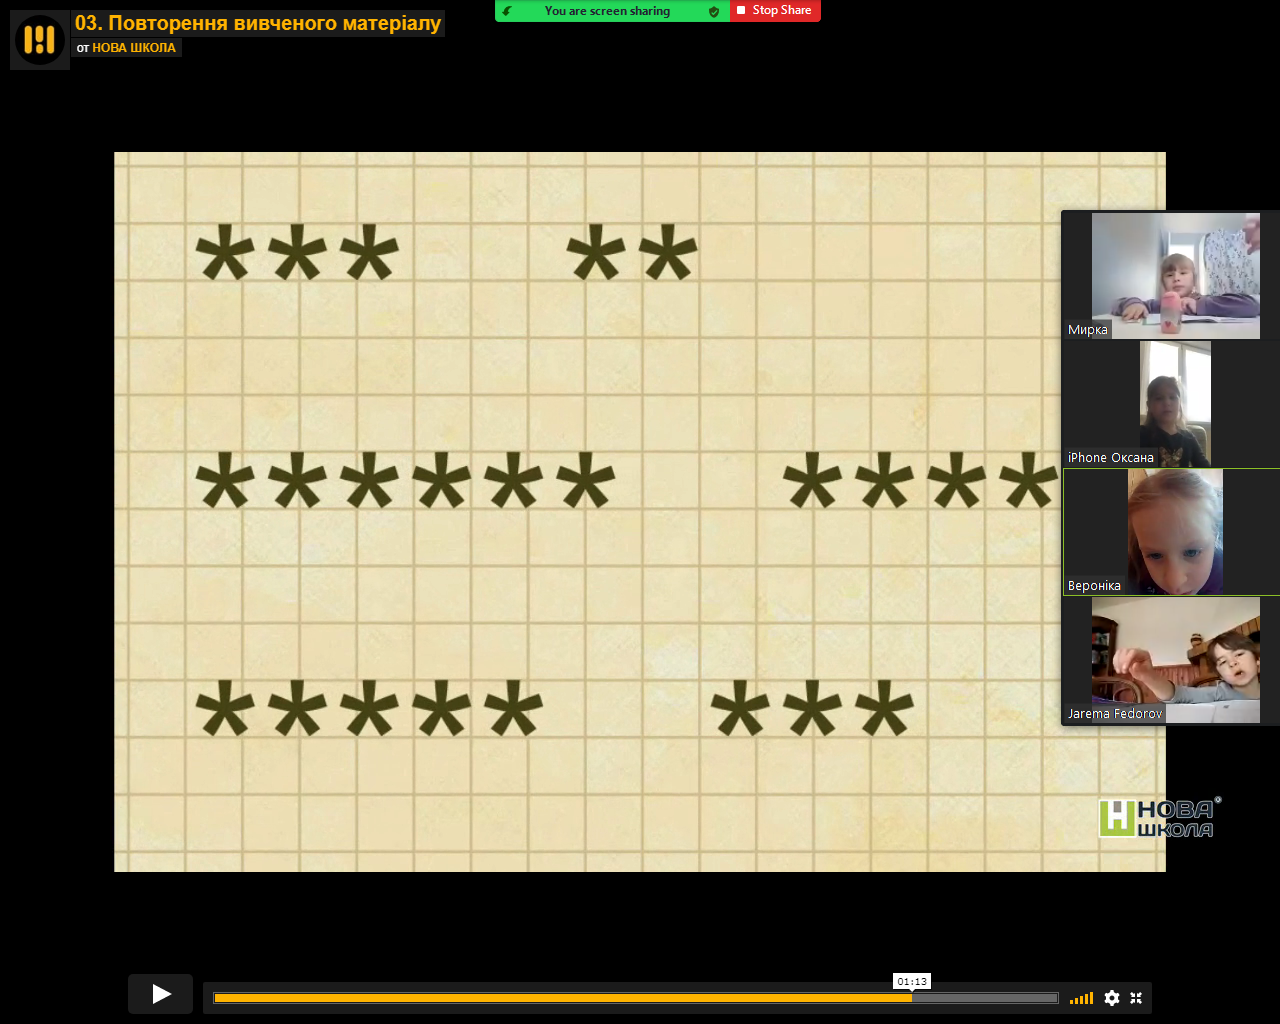 03. Повторення вивченого матеріалу
от НОВА ШКОЛА
You are screen sharing
Stop Share
*** **
****** ****
***** ***
Мирка
iPhone Оксана
Вероніка
Jarema Fedorov
НОВА
ШКОЛА
01:13